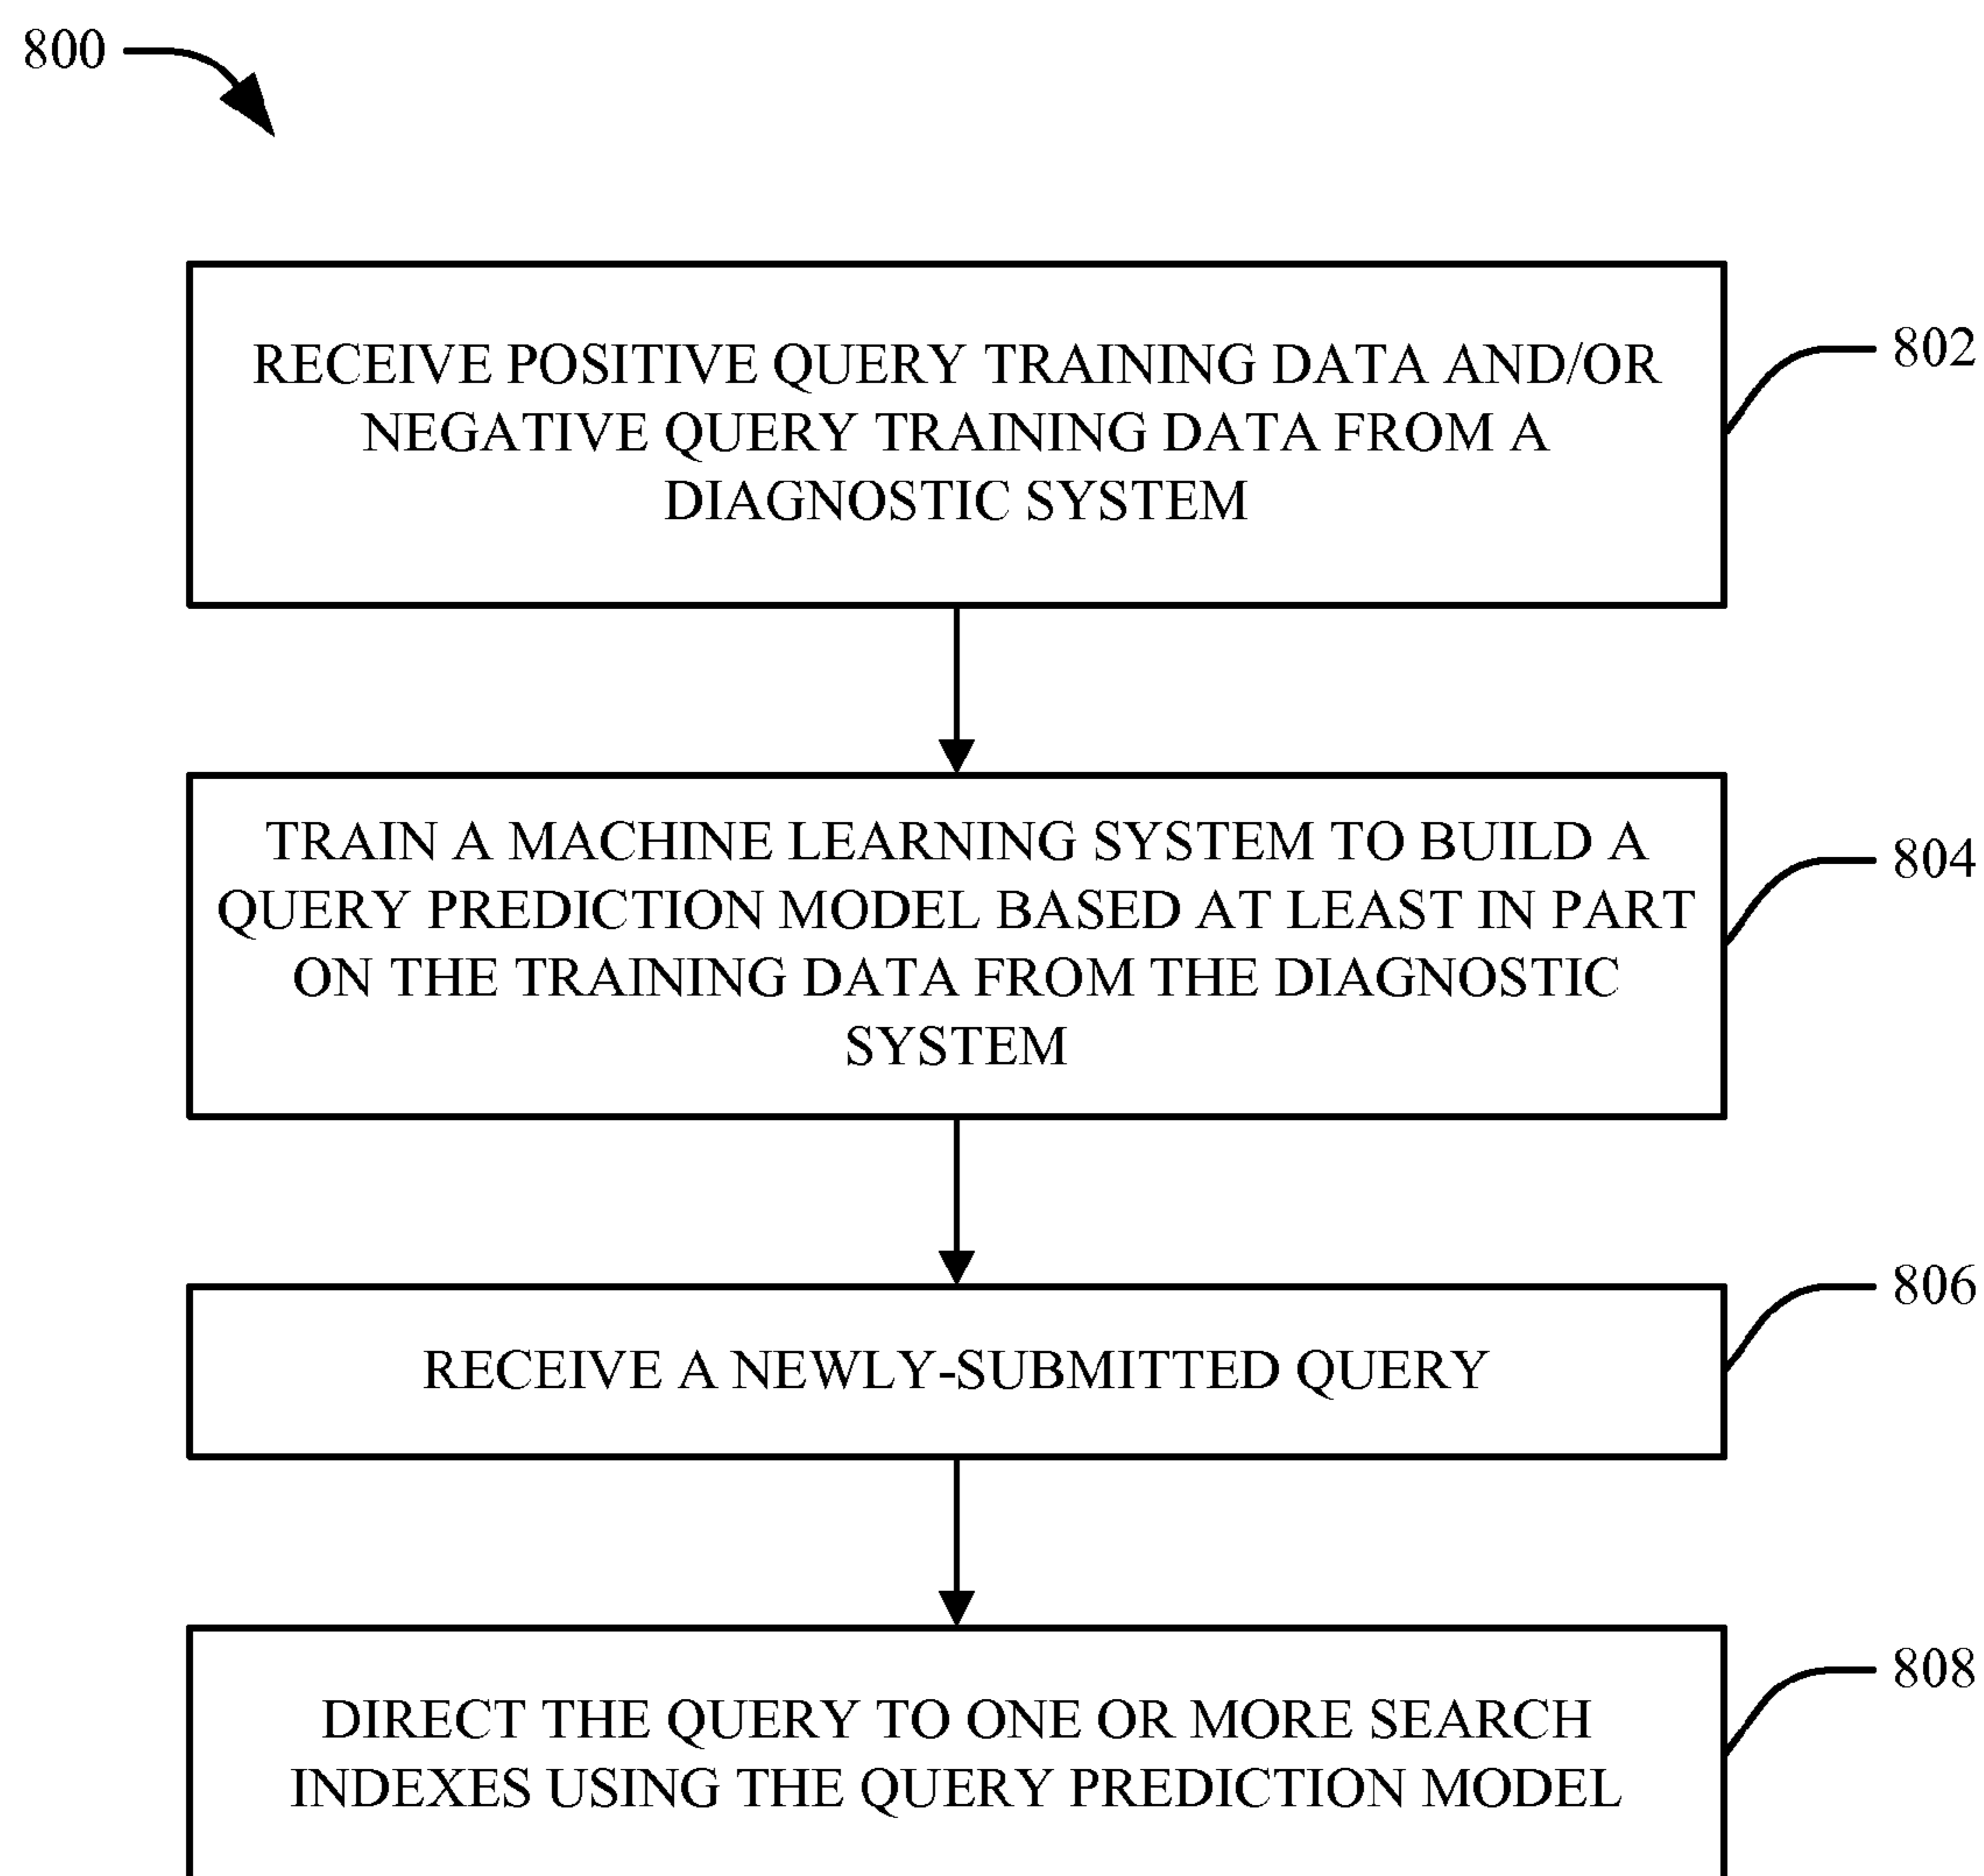 800
RECEIVE POSITIVE QUERY TRAINING DATA AND/OR
NEGATIVE QUERY TRAINING DATA FROM A
DIAGNOSTIC SYSTEM
802
TRAIN A MACHINE LEARNING SYSTEM TO BUILD A
QUERY PREDICTION MODEL BASED AT LEAST IN PART
ON THE TRAINING DATA FROM THE DIAGNOSTIC
SYSTEM
804
RECEIVE A NEWLY-SUBMITTED QUERY
806
DIRECT THE QUERY TO ONE OR MORE SEARCH
INDEXES USING THE QUERY PREDICTION MODEL
808